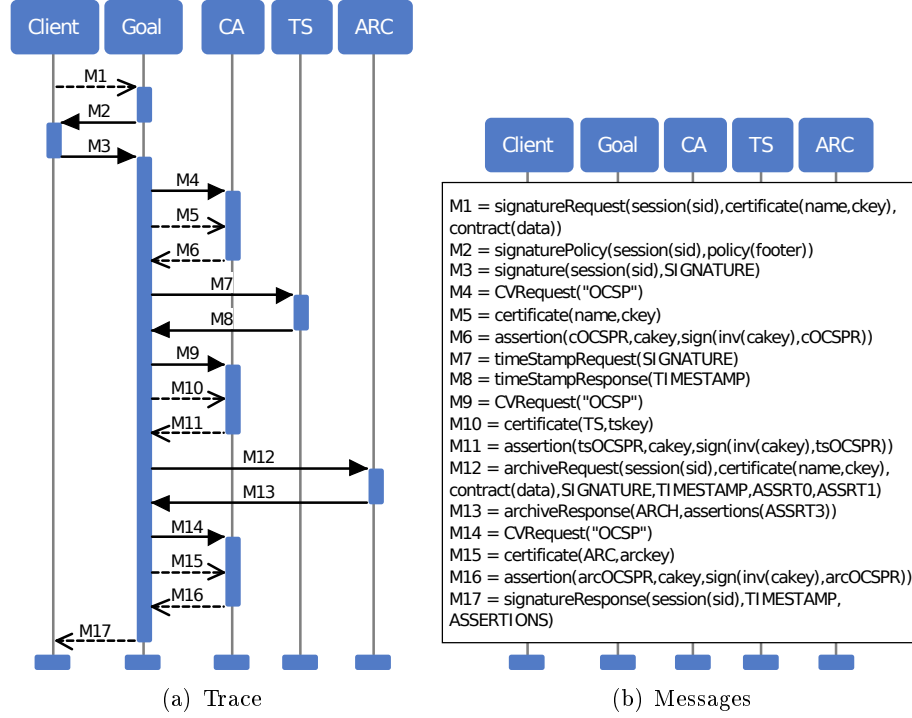 Client Goal CA TS ARC
M1
M2
M3
M4
M5
M6
M7
M8
M9
M10
M11
M12
M13
M14
M15
M16
M17
(a) Trace
Client Goal CA TS ARC
M1 = signatureRequest(session(sid),certificate(name,ckey),
contract(data))
M2 = signaturePolicy(session(sid),policy(footer))
M3 = signature(session(sid),SIGNATURE)
M4 = CVRequest("OCSP")
M5 = certificate(name,ckey)
M6 = assertion(cOCSPR,cakey,sign(inv(cakey),cOCSPR))
M7 = timeStampRequest(SIGNATURE)
M8 = timeStampResponse(TIMESTAMP)
M9 = CVRequest("OCSP")
M10 = certificate(TS,tskey)
M11 = assertion(tsOCSPR,cakey,sign(inv(cakey),tsOCSPR))
M12 = archiveRequest(session(sid),certificate(name,ckey),
contract(data),SIGNATURE,TIMESTAMP,ASSRT0,ASSRT1)
M13 = archiveResponse(ARCH,assertions(ASSRT3))
M14 = CVRequest("OCSP")
M15 = certificate(ARC,arckey)
M16 = assertion(arcOCSPR,cakey,sign(inv(cakey),arcOCSPR))
M17 = signatureResponse(session(sid),TIMESTAMP,
ASSERTIONS)
(b) Messages